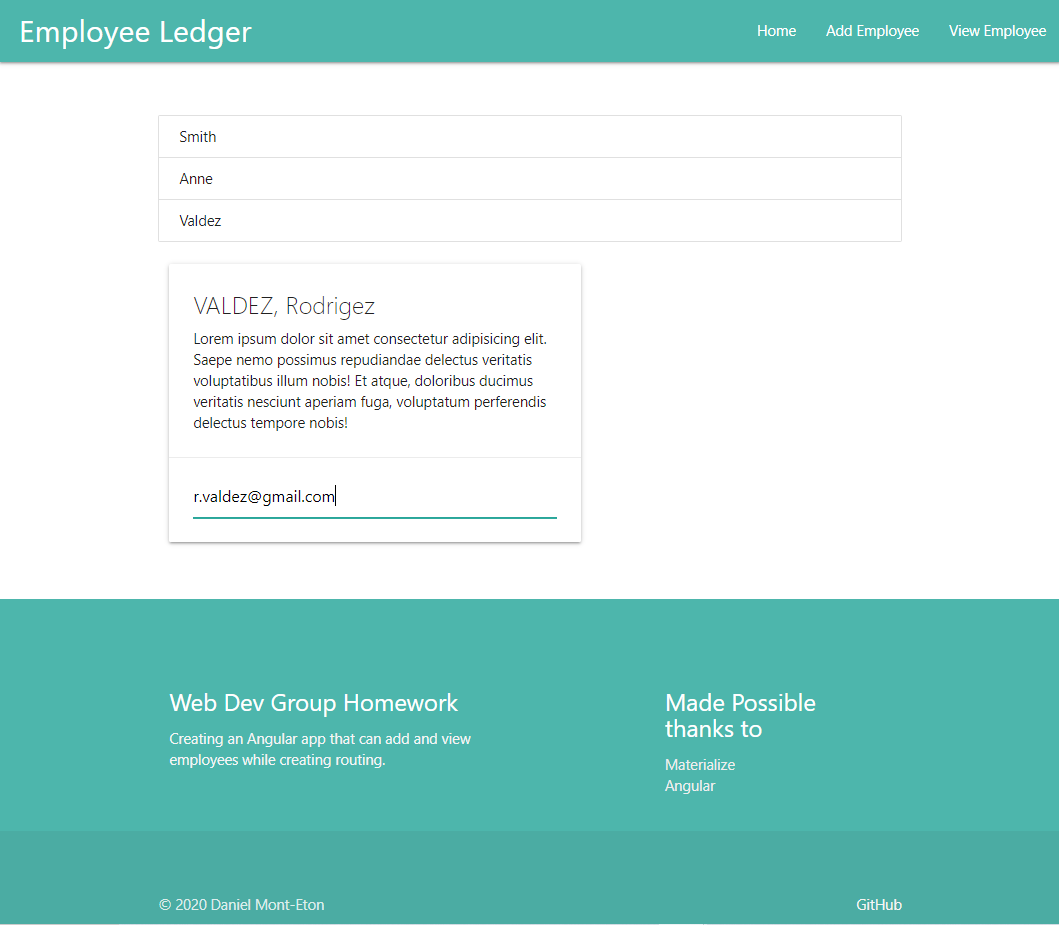 Employee Ledger
Home Add Employee View Employee
Smith
Anne
Valdez
VALDEZ, Rodrigez
Lorem ipsum dolor sit amet consectetur adipisicing elit.
Saepe nemo possimus repudiandae delectus veritatis
voluptatibus illum nobis! Et atque, doloribus ducimus
veritatis nesciunt aperiam fuga, voluptatum perferendis
delectus tempore nobis!
r.valdez@gmail.com
Web Dev Group Homework
Creating an Angular app that can add and view
employees while creating routing.
Made Possible
thanks to
Materialize
Angular
© 2020 Daniel Mont-Eton
GitHub